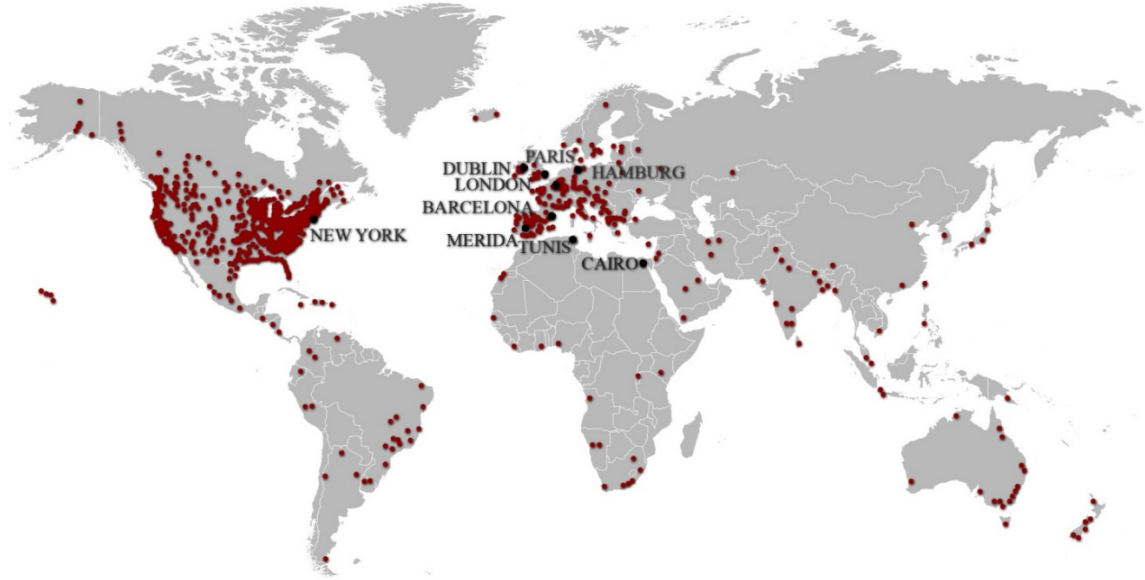 PARIS
DUBLIN
HAMBURG
LONDON
BARCELONA
NEW YORK
MERIDA
TUNIS
CAIRO